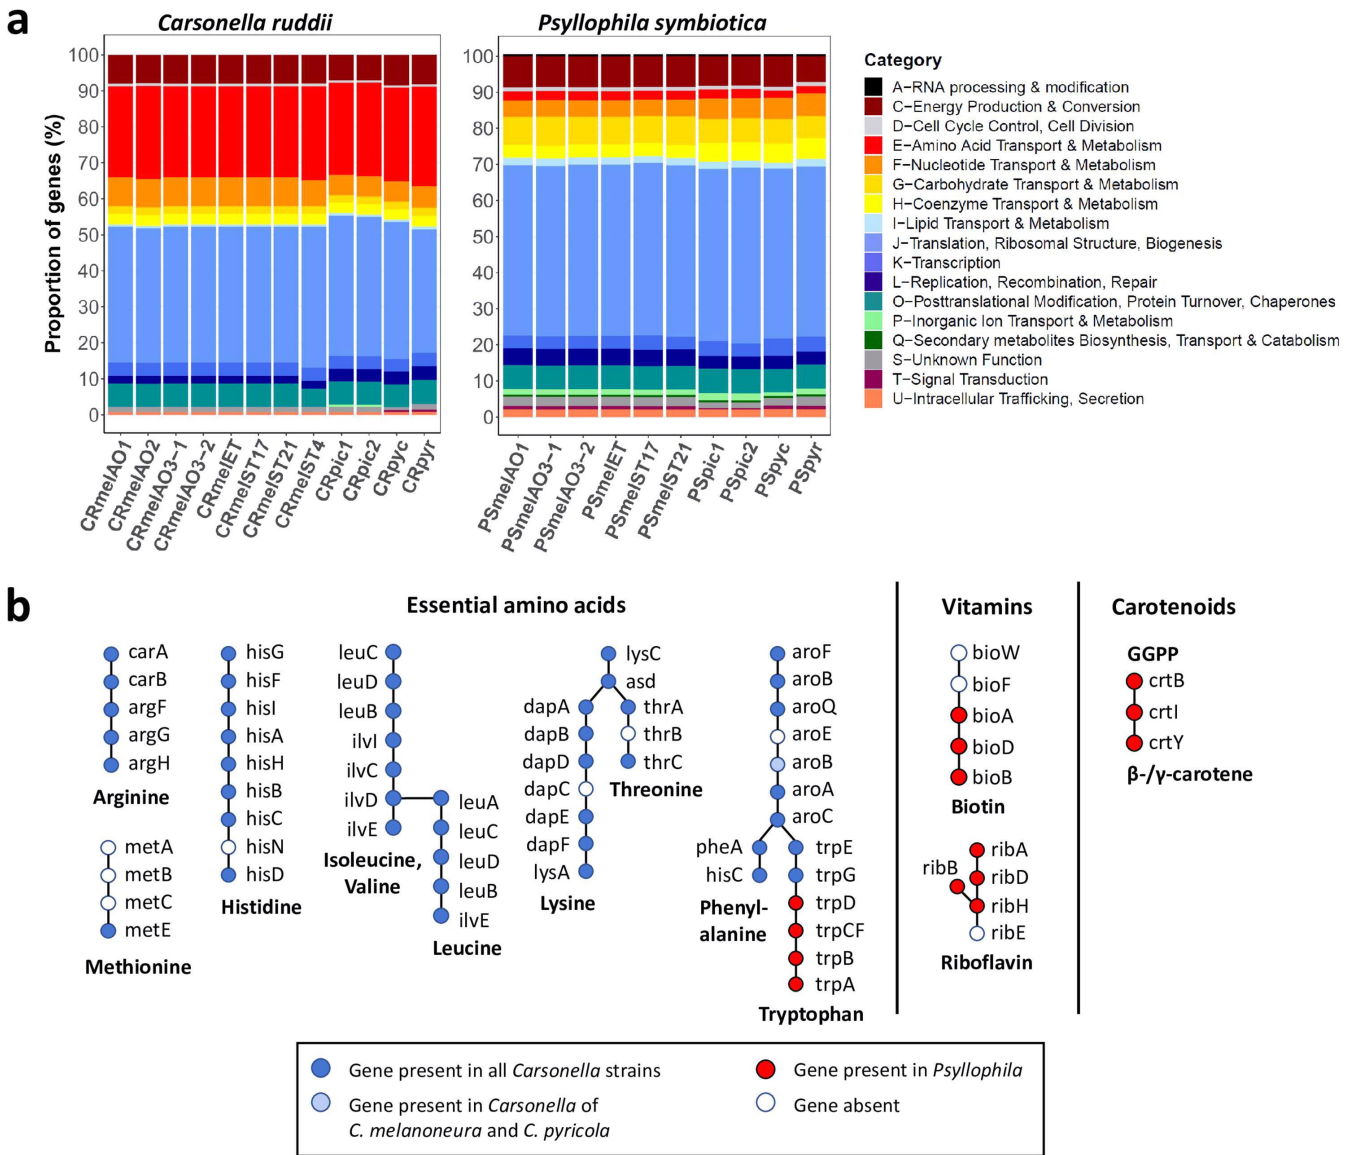 a
Carsonella ruddii
Psyllophila symbiotica
Proportion of genes (%)
100
90
80
70
60
50
40
30
20
10
0
100
90
80
70
60
50
40
30
20
10
0
CRmelAO1
CRmelAO2
CRmelAO3-1
CRmelAO3-2
CRmelET
CRmelST17
CRmelST21
CRmelST4
CRpic1
CRpic2
CRpyc
CRpyr
PSmelAO1
PSmelAO3-1
PSmelAO3-2
PSmelET
PSmelST17
PSmelST21
PSpic1
PSpic2
PSpyc
PSpyr
Category
A-RNA processing & modification
C-Energy Production & Conversion
D-Cell Cycle Control, Cell Division
E-Amino Acid Transport & Metabolism
F-Nucleotide Transport & Metabolism
G-Carbohydrate Transport & Metabolism
H-Coenzyme Transport & Metabolism
I-Lipid Transport & Metabolism
J-Translation, Ribosomal Structure, Biogenesis
K-Transcription
L-Replication, Recombination, Repair
O-Posttranslational Modification, Protein Turnover, Chaperones
P-Inorganic Ion Transport & Metabolism
Q-Secondary metabolites Biosynthesis, Transport & Catabolism
S-Unknown Function
T-Signal Transduction
U-Intracellular Trafficking, Secretion
b
Essential amino acids
carA
carB
argF
argG
argH
Arginine
metA
metB
metC
metE
Methionine
hisG
hisF
hisI
hisA
hisH
hisB
hisC
hisN
hisD
Histidine
leuC
leuD
leuB
ilvI
ilvC
ilvD
ilvE
Isoleucine,
Valine
leuA
leuC
leuD
leuB
ilvE
Leucine
lysC
asd
dapA
dapB
dapD
dapC
dapE
dapF
lysA
Lysine
thrA
thrB
thrC
Threonine
aroF
aroB
aroQ
aroE
aroB
aroA
aroC
pheA
hisC
Phenyl-
alanine
trpE
trpG
trpD
trpCF
trpB
trpA
Tryptophan
Vitamins
bioW
bioF
bioA
bioD
bioB
Biotin
ribB
ribA
ribD
ribH
ribE
Riboflavin
Carotenoids
GGPP
crtB
crtI
crtY
β-/γ-carotene
Gene present in all Carsonella strains
Gene present in Carsonella of
C. melanoneura and C. pyricola
Gene present in Psyllophila
Gene absent